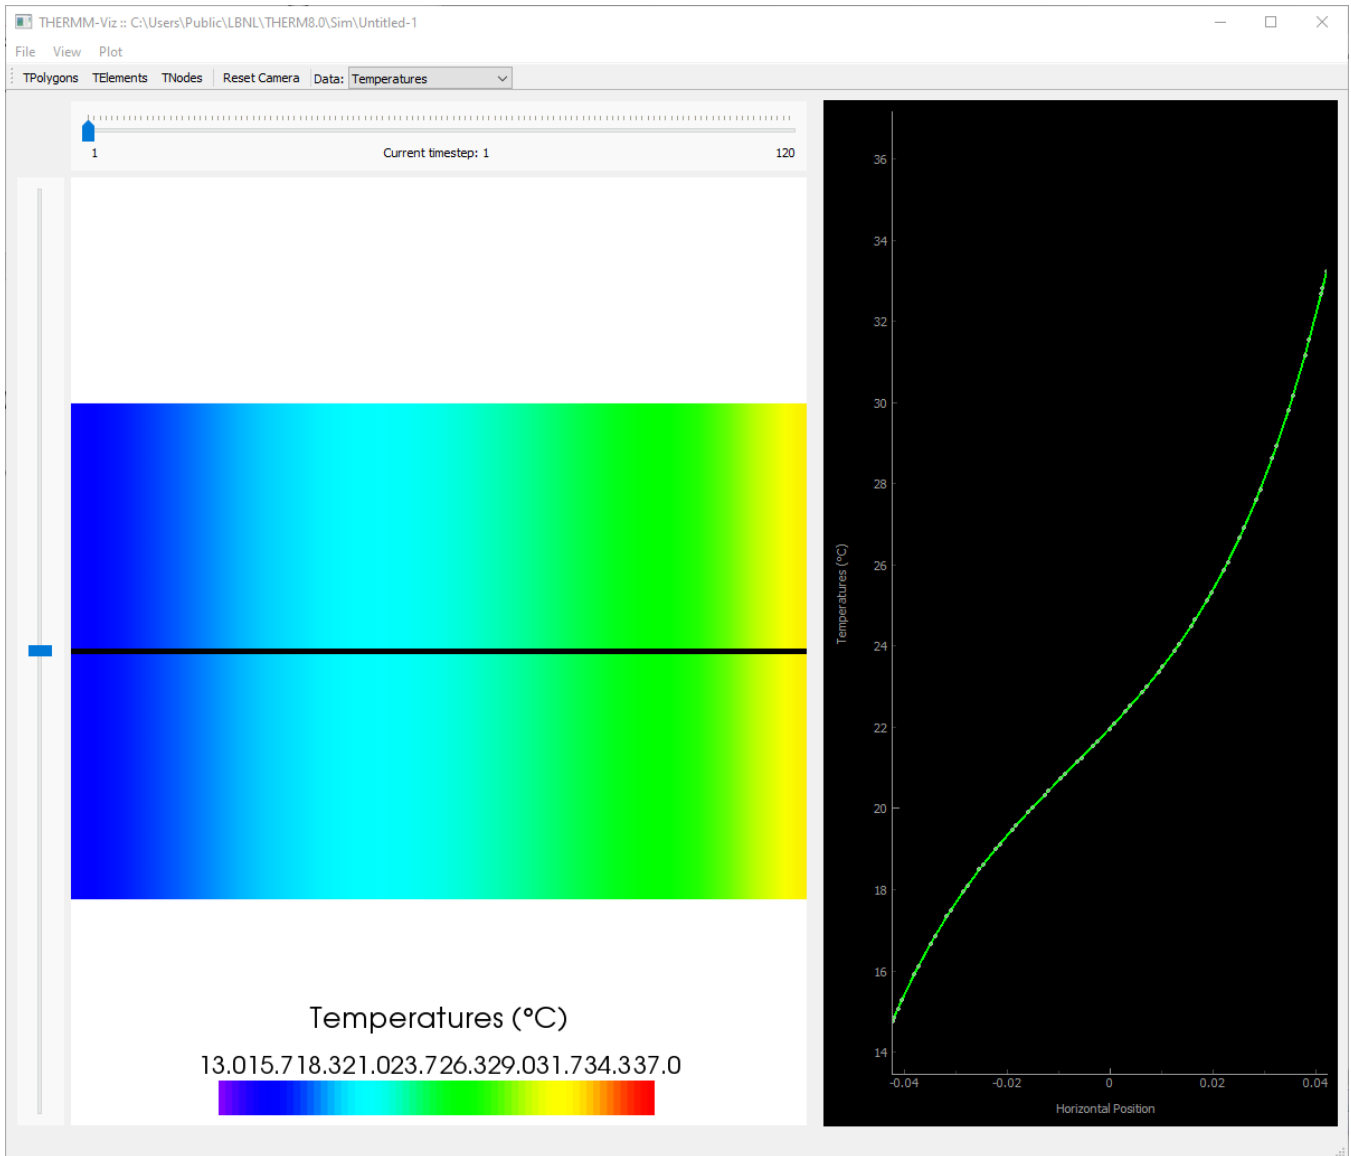 THERMM-Viz :: C:\Users\Public\LBNL\THERM8.0\Sim\Untitled-1
File View Plot
TPolygons TElements TNodes Reset Camera Data: Temperatures
1 Current timestep: 1 120
Temperatures (°C)
13.015.718.321.023.726.329.031.734.337.0
36
34
32
30
28
26
24
22
20
18
16
14
Temperatures (°C)
-0.04 -0.02 0 0.02 0.04
Horizontal Position